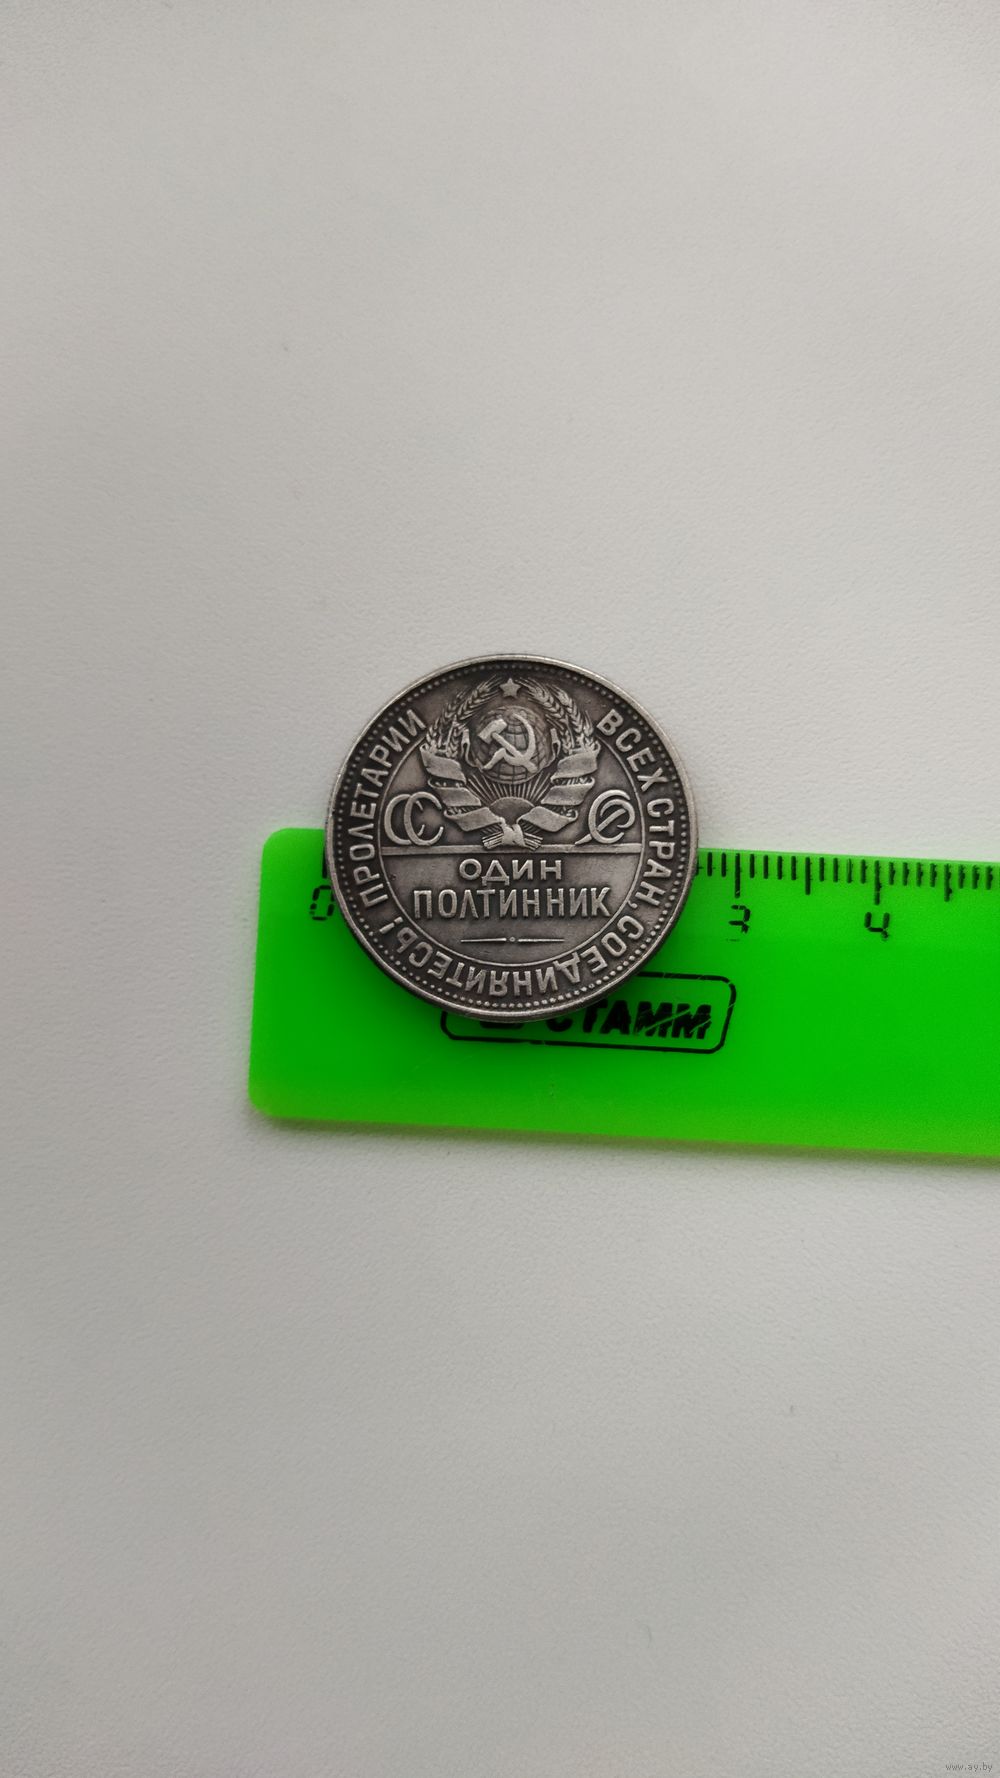 ПРОЛЕТАРИИ ВСЕХ СТРАН, СОЕДИНЯЙТЕСЬ!
СС СР
ОДИН
ПОЛТИННИК
0 3 4
СТАММ
www.ay.by